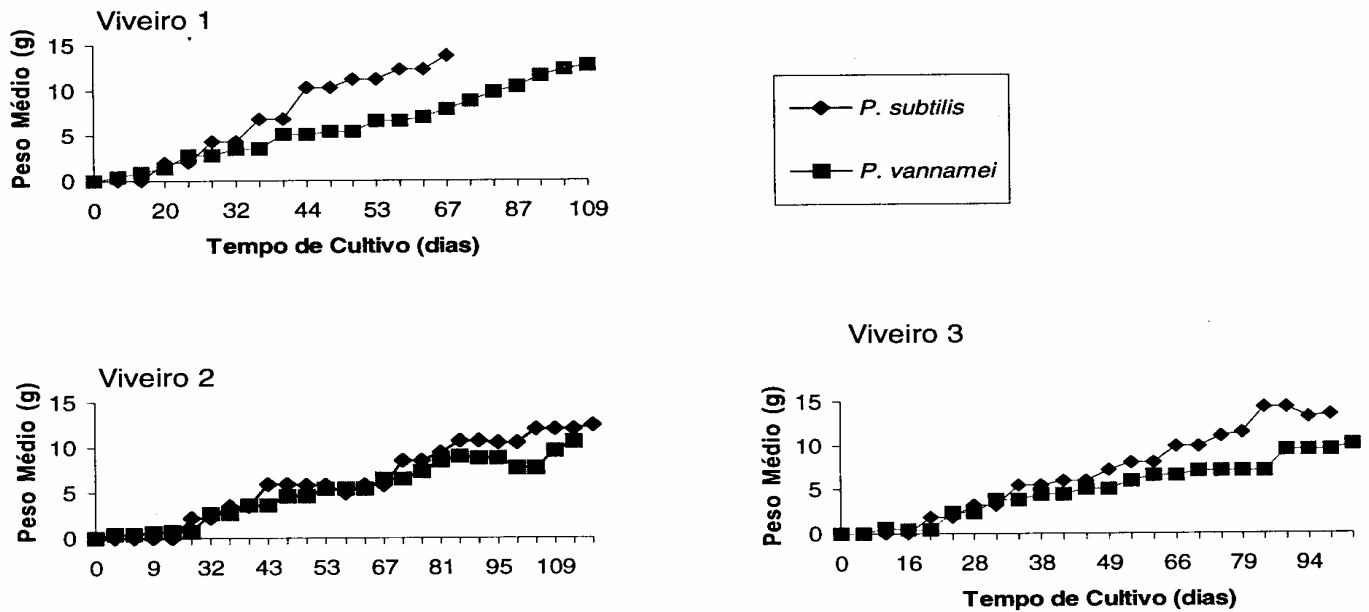 Viveiro 1
Peso Médio (g)
15
10
5
0
0 20 32 44 53 67 87 109
Tempo de Cultivo (dias)
P. subtilis
P. vannamei
Viveiro 2
Peso Médio (g)
15
10
5
0
0 9 32 43 53 67 81 95 109
Viveiro 3
Peso Médio (g)
15
10
5
0
0 16 28 38 49 66 79 94
Tempo de Cultivo (dias)